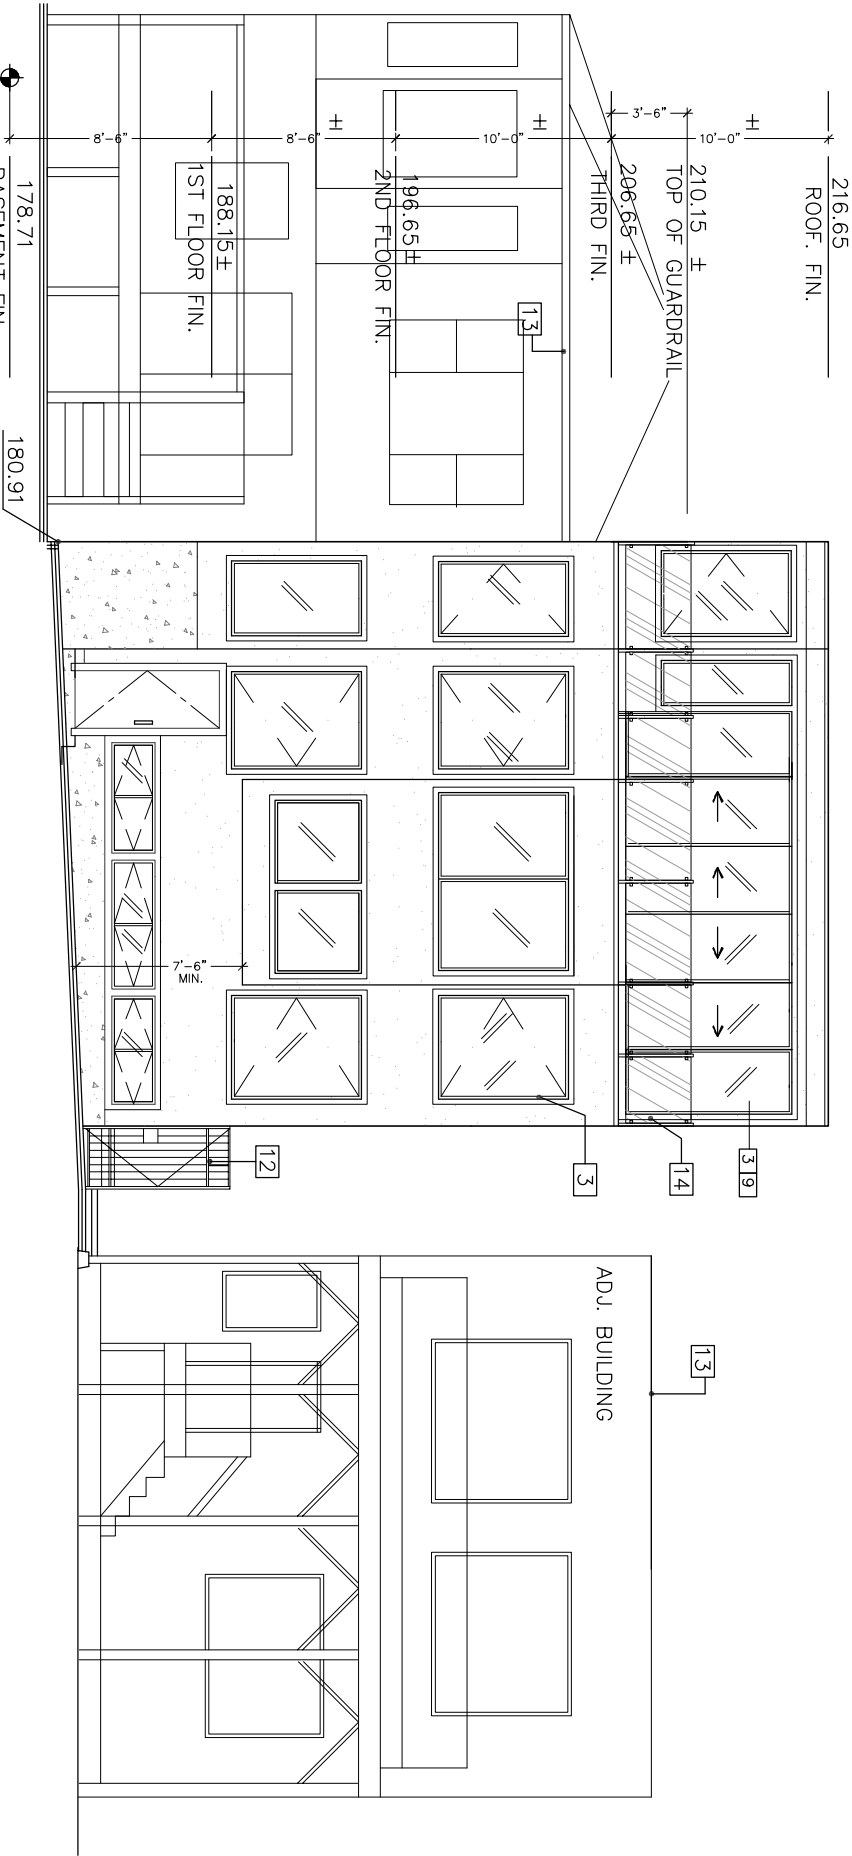 216.65
ROOF. FIN.
10'-0"
±
210.15 ±
TOP OF GUARDRAIL
3'-6"
206.65 ±
THIRD FIN.
10'-0"
±
196.65±
2ND FLOOR FIN.
8'-6"
±
188.15±
1ST FLOOR FIN.
8'-6"
178.71
BASEMENT FIN.
180.91
13
7'-6"
MIN.
3 9
14
3
12
ADJ. BUILDING
13